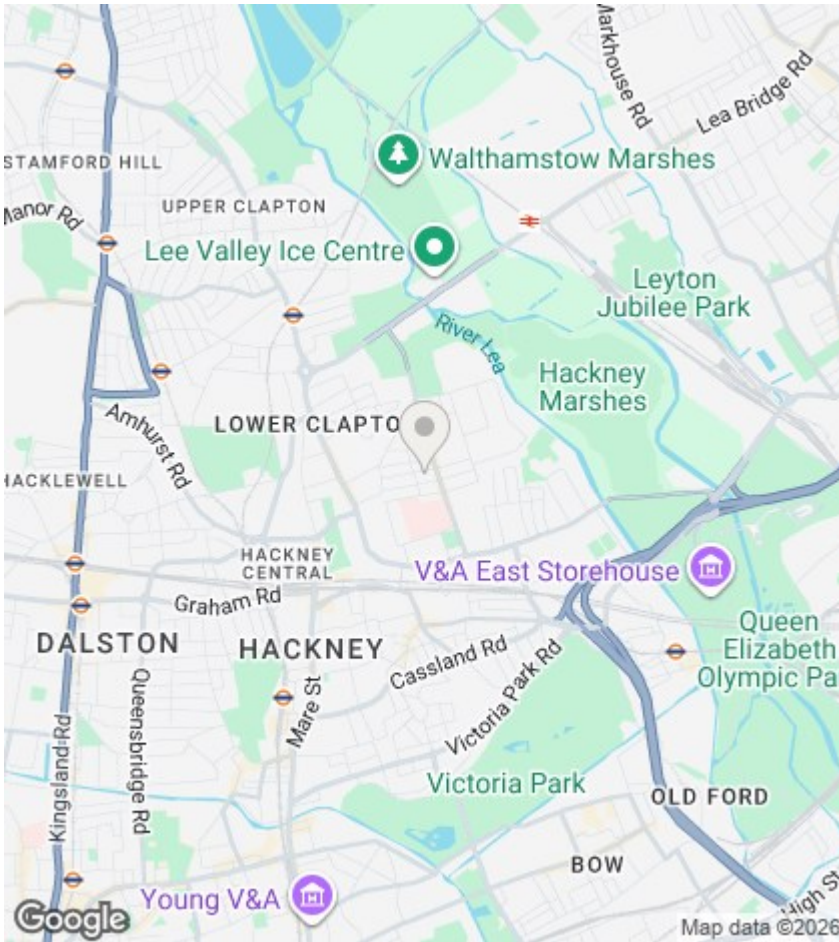 Markhouse Rd
Lea Bridge Rd
STAMFORD HILL
Walthamstow Marshes
UPPER CLAPTON
Manor Rd
Lee Valley Ice Centre
Leyton
Jubilee Park
River Lea
Hackney
Marshes
LOWER CLAPTO
Amhurst Rd
HACKLEWELL
HACKNEY
CENTRAL
V&A East Storehouse
Graham Rd
Queen
Elizabeth
Olympic Pa
DALSTON
HACKNEY
Cassland Rd
Queensbridge Rd
Mare St
Victoria Park Rd
Kingsland Rd
Victoria Park
OLD FORD
BOW
Young V&A
High St
Google
Map data ©2026